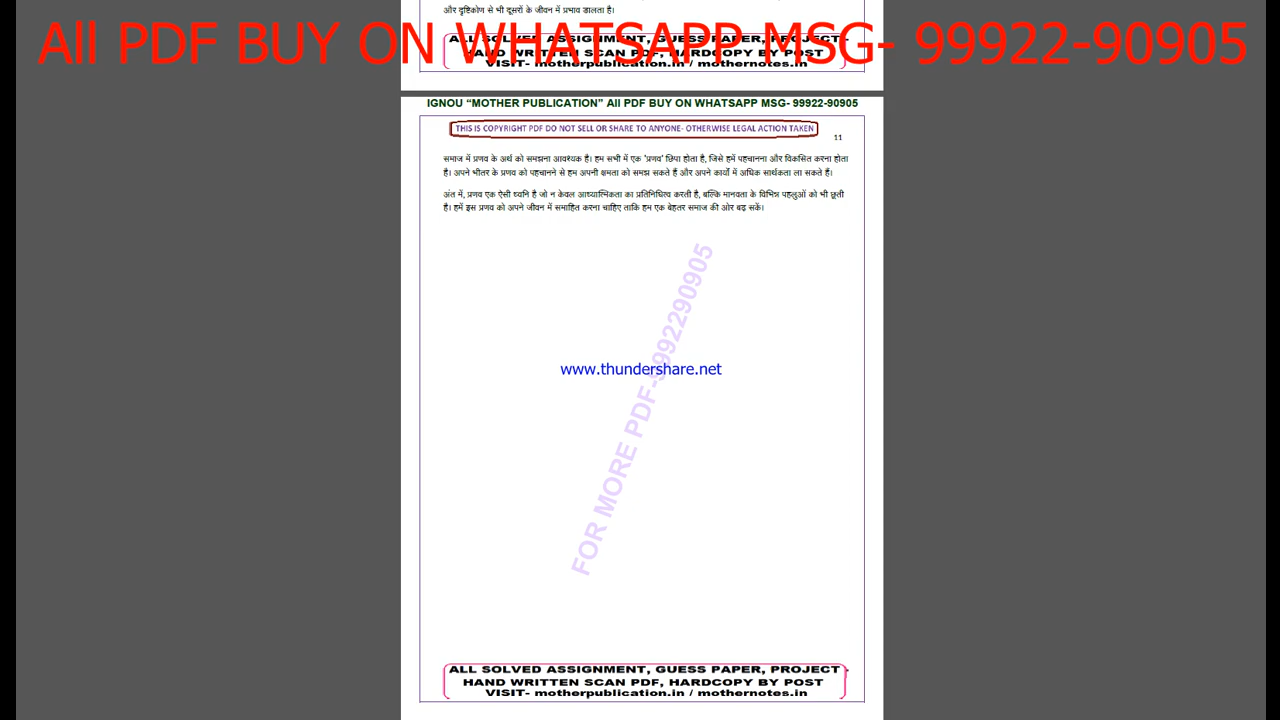 और दृष्टिकोण से भी दूसरों के जीवन में प्रभाव डालता है।
All PDF BUY ON WHATSAPP MSG- 99922-90905
ALL SOLVED ASSIGNMENT, GUESS PAPER, PROJECT -
HAND WRITTEN SCAN PDF, HARDCOPY BY POST
VISIT- motherpublication.in / mothernotes.in
IGNOU “MOTHER PUBLICATION” All PDF BUY ON WHATSAPP MSG- 99922-90905
THIS IS COPYRIGHT PDF DO NOT SELL OR SHARE TO ANYONE- OTHERWISE LEGAL ACTION TAKEN
11
समाज में प्रणव के अर्थ को समझना आवश्यक है। हम सभी में एक 'प्रणव' छिपा होता है, जिसे हमें पहचानना और विकसित करना होता
है। अपने भीतर के प्रणव को पहचानने से हम अपनी क्षमता को समझ सकते हैं और अपने कार्यों में अधिक सार्थकता ला सकते हैं।
अंत में, प्रणव एक ऐसी ध्वनि है जो न केवल आध्यात्मिकता का प्रतिनिधित्व करती है, बल्कि मानवता के विभिन्न पहलुओं को भी छूती
है। हमें इस प्रणव को अपने जीवन में समाहित करना चाहिए ताकि हम एक बेहतर समाज की ओर बढ़ सकें।
FOR MORE PDF-9992290905
www.thundershare.net
ALL SOLVED ASSIGNMENT, GUESS PAPER, PROJECT -
HAND WRITTEN SCAN PDF, HARDCOPY BY POST
VISIT- motherpublication.in / mothernotes.in